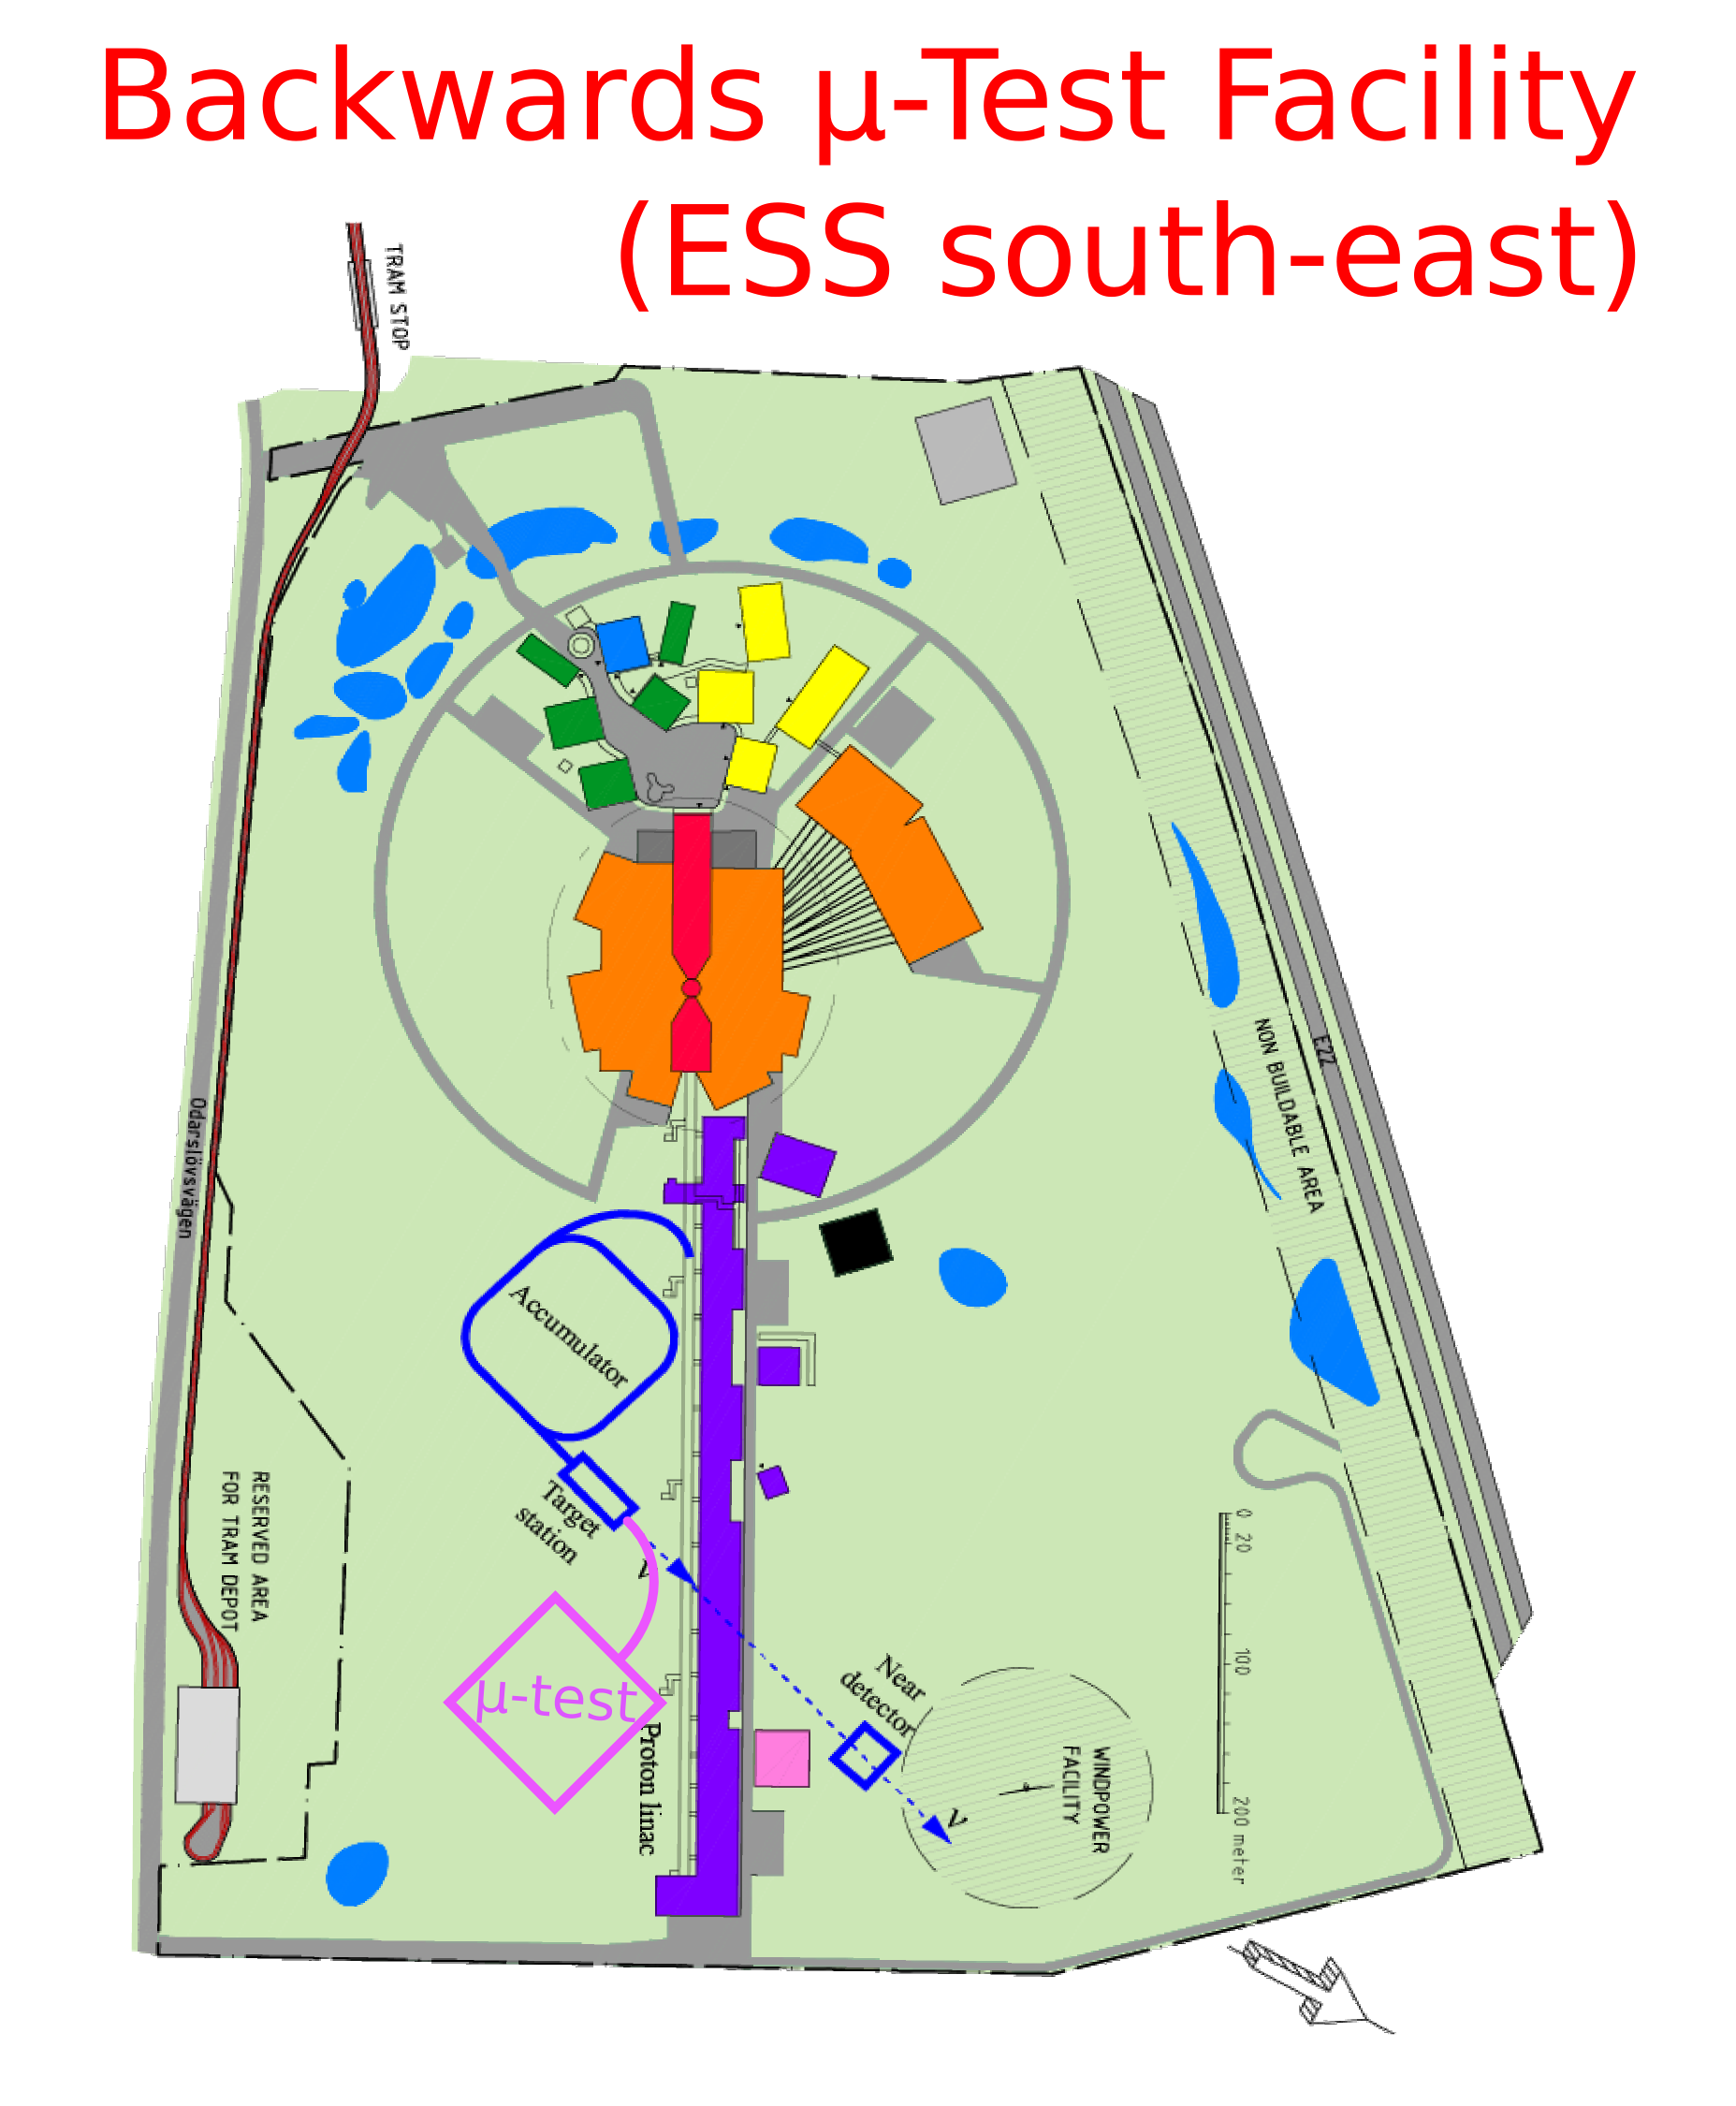 Backwards µ-Test Facility
(ESS south-east)
TRAM STOP
E22
NON BUILDABLE AREA
Odarslövsvägen
Accumulator
RESERVED AREA
FOR TRAM DEPOT
Target
station
ν
µ-test
Proton linac
Near
detector
ν
WINDPOWER
FACILITY
0 20 100 200 meter